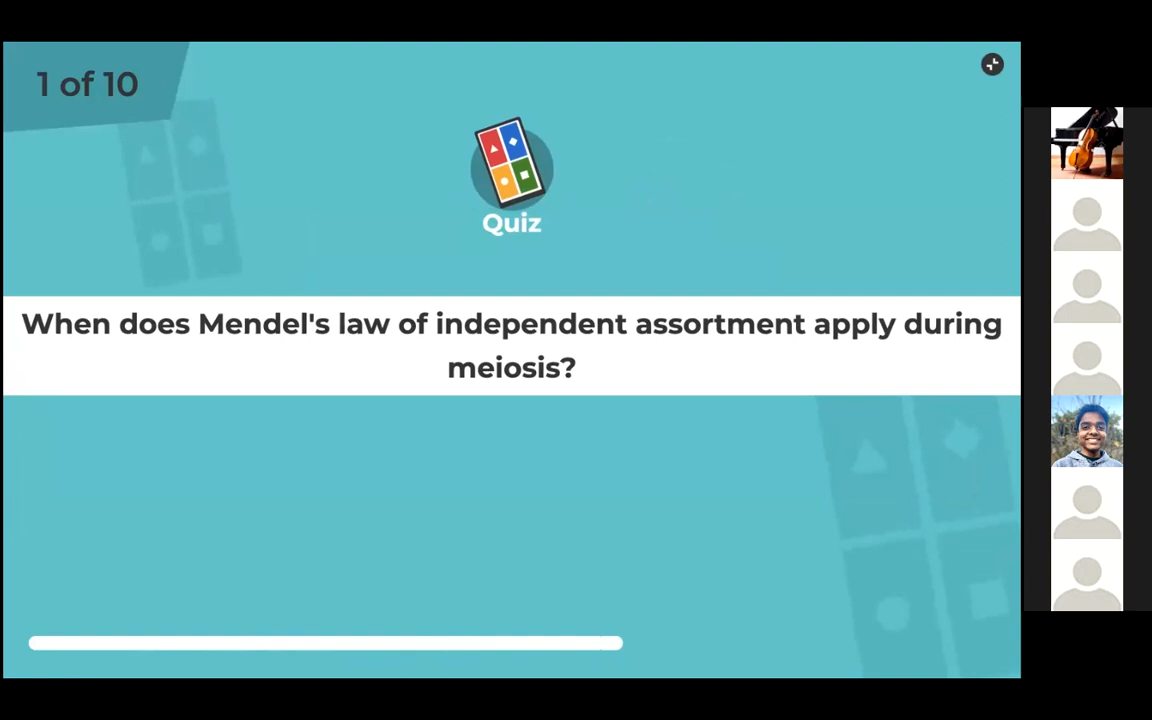 1 of 10
Quiz
When does Mendel's law of independent assortment apply during
meiosis?